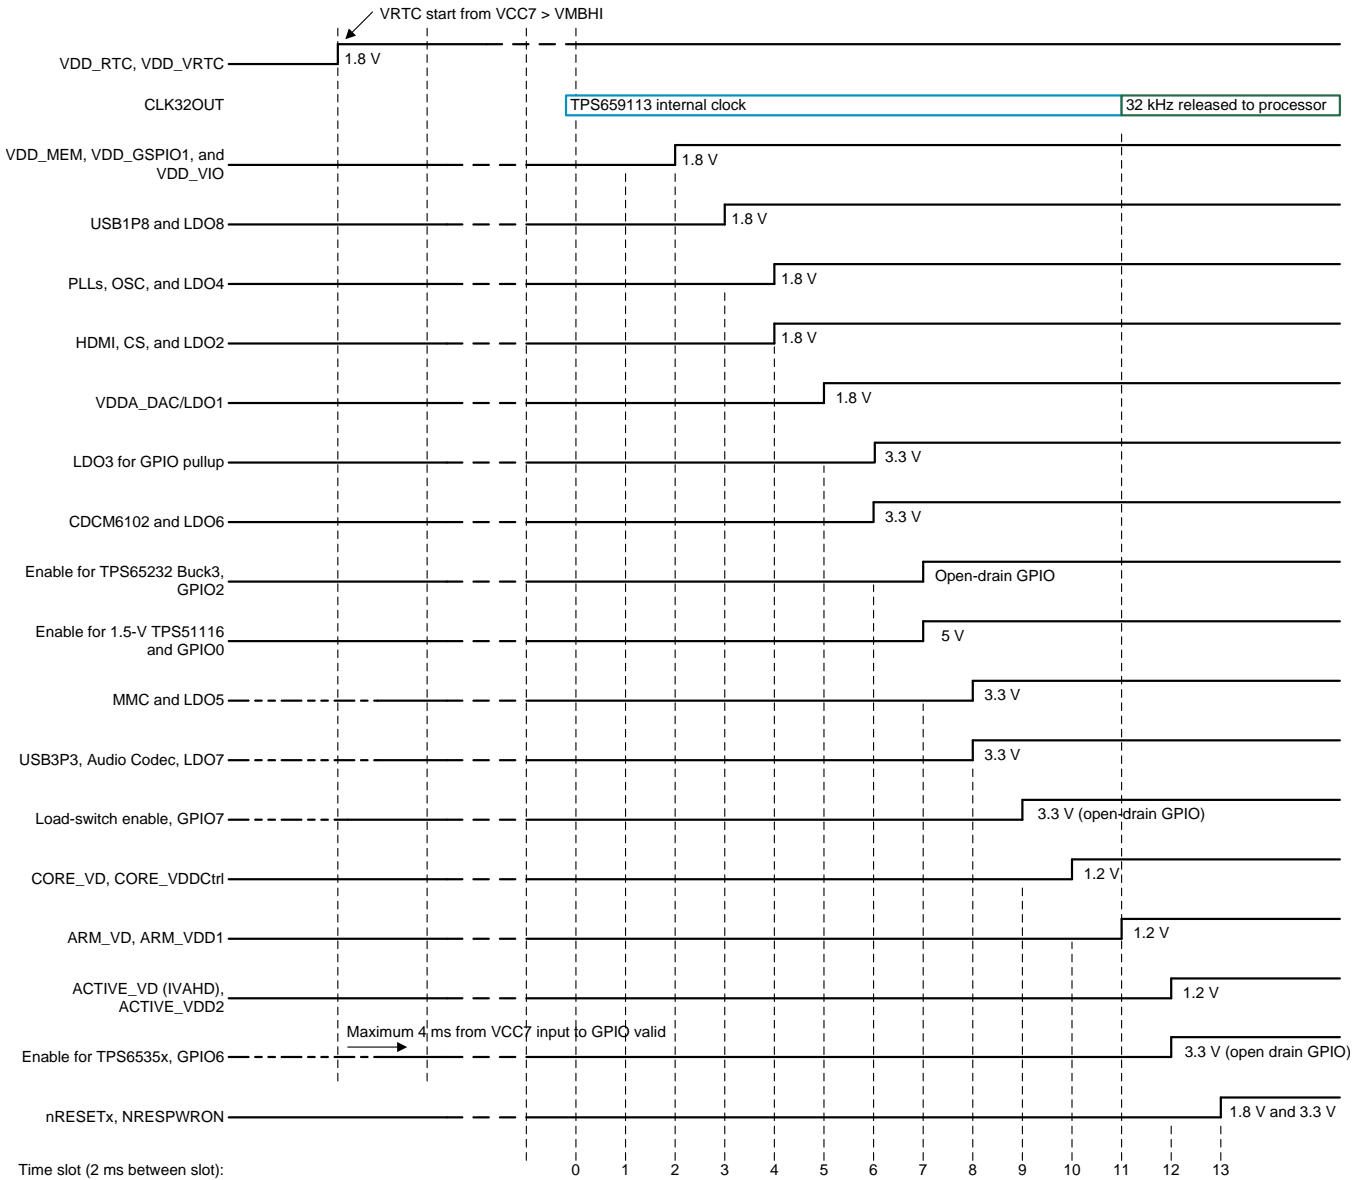 VRTC start from VCC7 > VMBHI
VDD_RTC, VDD_VRTC
1.8 V
CLK32OUT
TPS659113 internal clock
32 kHz released to processor
VDD_MEM, VDD_GSPIO1, and
VDD_VIO
1.8 V
USB1P8 and LDO8
1.8 V
PLLs, OSC, and LDO4
1.8 V
HDMI, CS, and LDO2
1.8 V
VDDA_DAC/LDO1
1.8 V
LDO3 for GPIO pullup
3.3 V
CDCM6102 and LDO6
3.3 V
Enable for TPS65232 Buck3,
GPIO2
Open-drain GPIO
Enable for 1.5-V TPS51116
and GPIO0
5 V
MMC and LDO5
3.3 V
USB3P3, Audio Codec, LDO7
3.3 V
Load-switch enable, GPIO7
3.3 V (open-drain GPIO)
CORE_VD, CORE_VDDCtrl
1.2 V
ARM_VD, ARM_VDD1
1.2 V
ACTIVE_VD (IVAHD),
ACTIVE_VDD2
1.2 V
Maximum 4 ms from VCC7 input to GPIO valid
Enable for TPS6535x, GPIO6
3.3 V (open drain GPIO)
nRESETx, NRESPWRON
1.8 V and 3.3 V
Time slot (2 ms between slot):
0 1 2 3 4 5 6 7 8 9 10 11 12 13